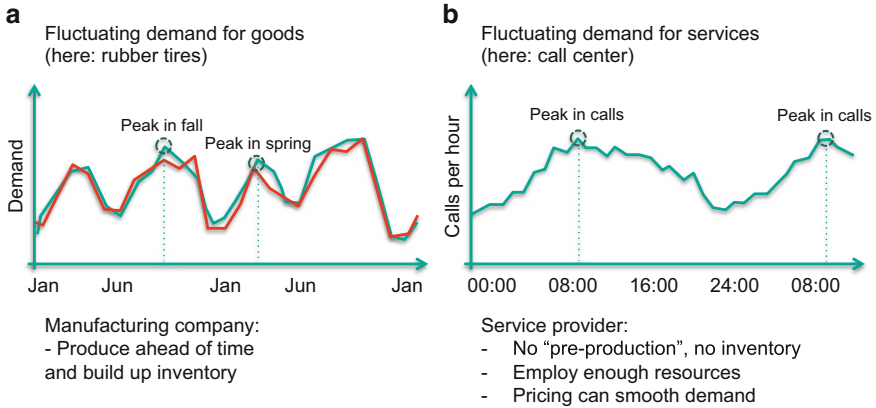 a
Fluctuating demand for goods
(here: rubber tires)
Peak in fall
Peak in spring
Demand
Jan Jun Jan Jun Jan
Manufacturing company:
- Produce ahead of time
and build up inventory
b
Fluctuating demand for services
(here: call center)
Peak in calls
Peak in calls
Calls per hour
00:00 08:00 16:00 24:00 08:00
Service provider:
- No “pre-production”, no inventory
- Employ enough resources
- Pricing can smooth demand